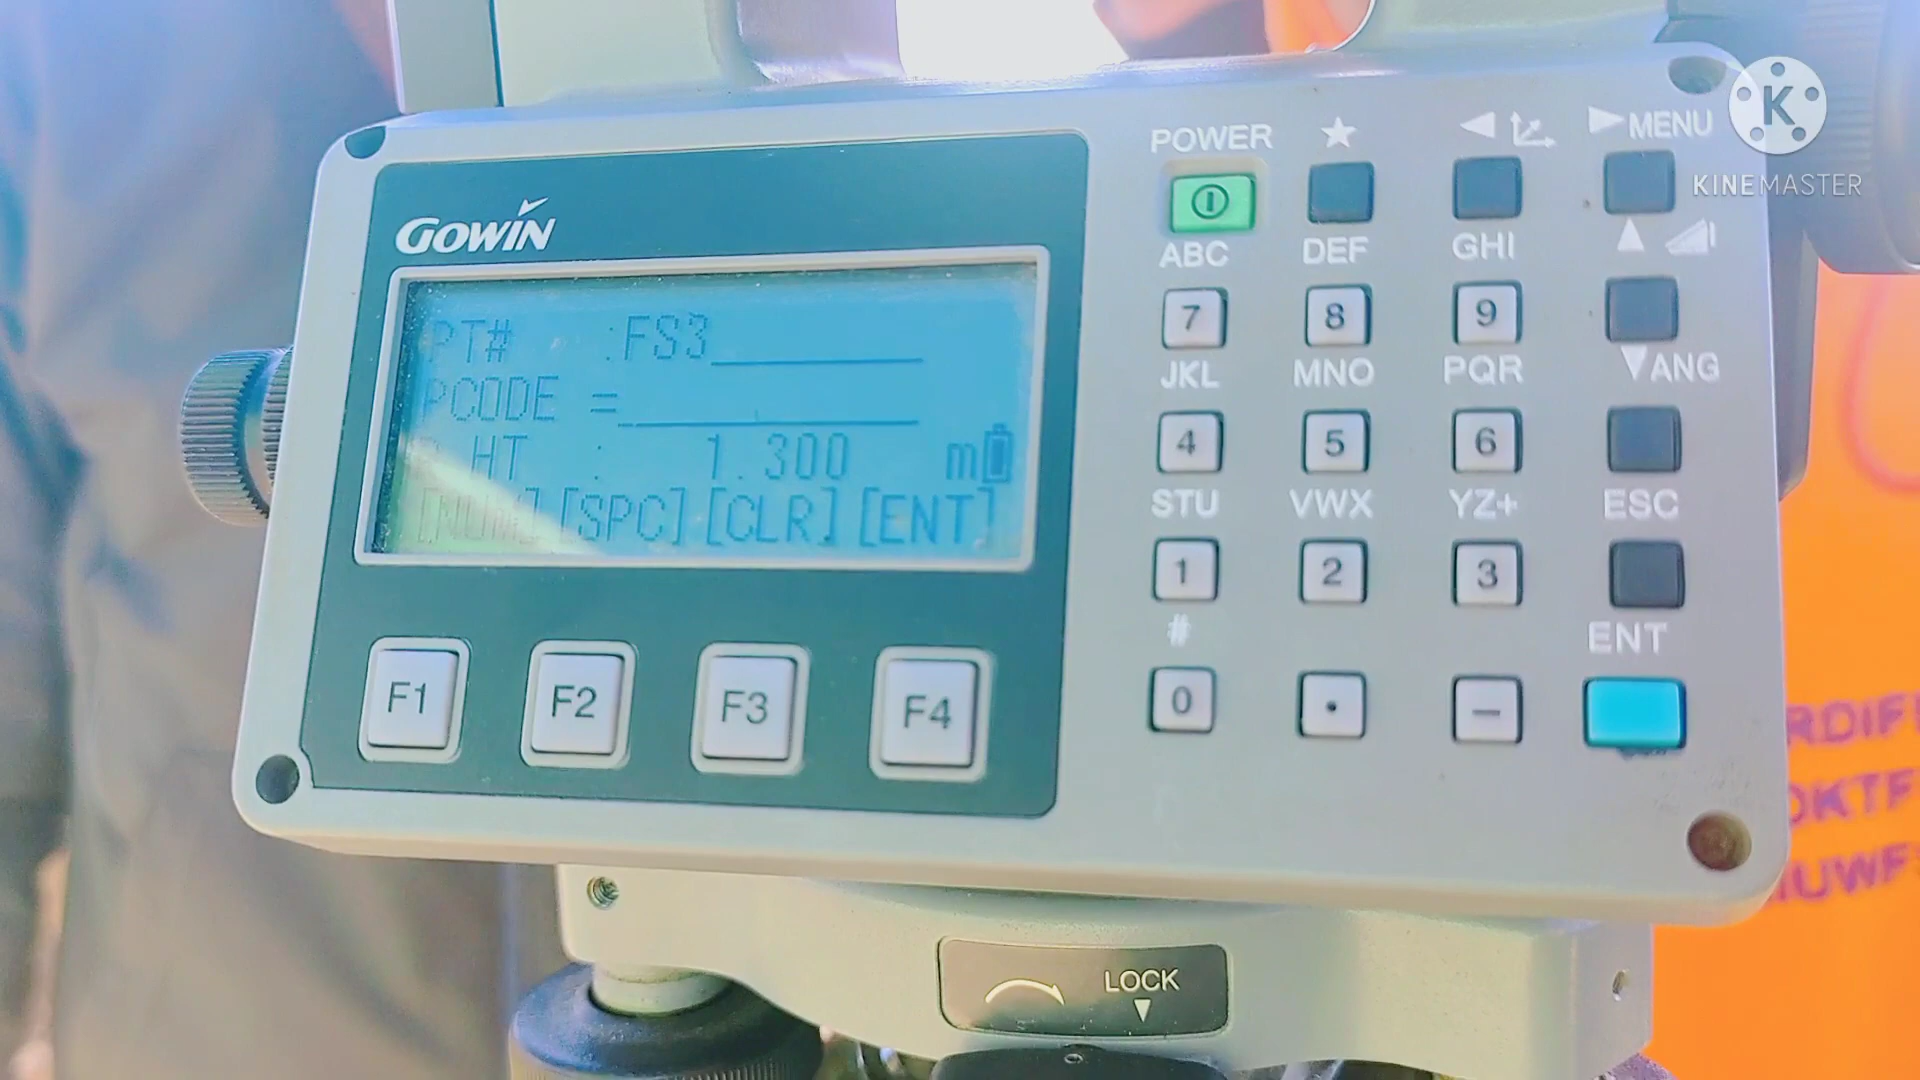 GOWIN
PT# :FS3
PCODE =
HT : 1.300 m
[NUM] [SPC] [CLR] [ENT]
F1 F2 F3 F4
POWER ★ ◀ ▶MENU
ABC DEF GHI ▲
7 8 9
JKL MNO PQR ▼ANG
4 5 6
STU VWX YZ+ ESC
1 2 3
# ENT
0 • –
LOCK
▼
K
KINEMASTER